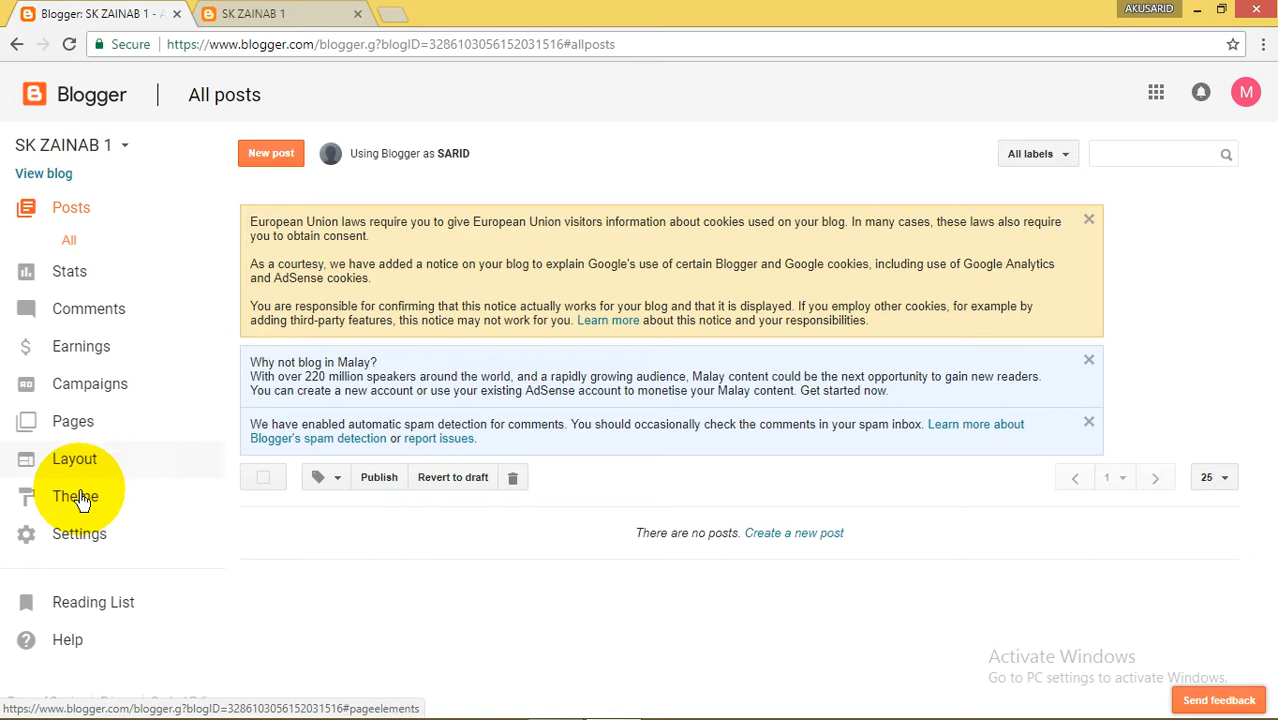 Blogger: SK ZAINAB 1 - A
SK ZAINAB 1
AKUSARID
Secure
https://www.blogger.com/blogger.g?blogID=3286103056152031516#allposts
Blogger
All posts
M
SK ZAINAB 1
View blog
Posts
All
Stats
Comments
Earnings
Campaigns
Pages
Layout
Theme
Settings
Reading List
Help
New post
Using Blogger as SARID
All labels
European Union laws require you to give European Union visitors information about cookies used on your blog. In many cases, these laws also require
you to obtain consent.
As a courtesy, we have added a notice on your blog to explain Google's use of certain Blogger and Google cookies, including use of Google Analytics
and AdSense cookies.
You are responsible for confirming that this notice actually works for your blog and that it is displayed. If you employ other cookies, for example by
adding third-party features, this notice may not work for you. Learn more about this notice and your responsibilities.
Why not blog in Malay?
With over 220 million speakers around the world, and a rapidly growing audience, Malay content could be the next opportunity to gain new readers.
You can create a new account or use your existing AdSense account to monetise your Malay content. Get started now.
We have enabled automatic spam detection for comments. You should occasionally check the comments in your spam inbox. Learn more about
Blogger's spam detection or report issues.
Publish
Revert to draft
1
25
There are no posts. Create a new post
Activate Windows
Go to PC settings to activate Windows.
Send feedback
https://www.blogger.com/blogger.g?blogID=3286103056152031516#pageelements